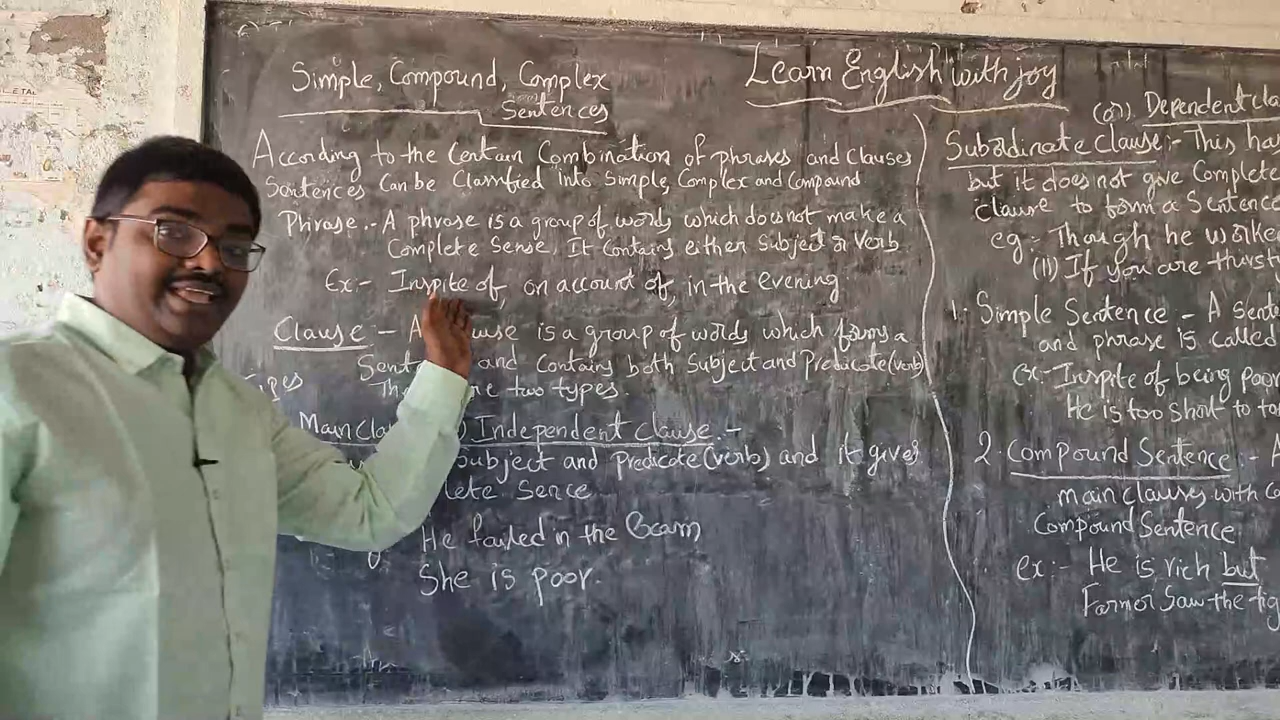 Simple, Compound, Complex
Sentences
Learn English with joy
According to the Certain Combination of phrases and clauses
Sentences Can be Classified into Simple, Complex and Compound
Phrase :- A phrase is a group of words which does not make a
Complete Sense. It Contains either Subject or Verb
Ex:- Inspite of, on account of, in the evening
Clause :- A clause is a group of words which forms a
and Contains both Subject and Predicate (verb)
two types.
Main Independent clause :-
Subject and Predicate (verb) and it gives
Sence
He failed in the Exam
She is poor.
(or) Dependent
Subordinate clause :- This
but it does not give Complete
clause to form a Sentence
eg:- Though he worke
(11) If you are
1. Simple Sentence - A
and phrase is called
ex:- Inspite of being poor
He is too short to
2. Compound Sentence :-
main clauses with
Compound Sentence
ex:- He is rich but
Farmer Saw the